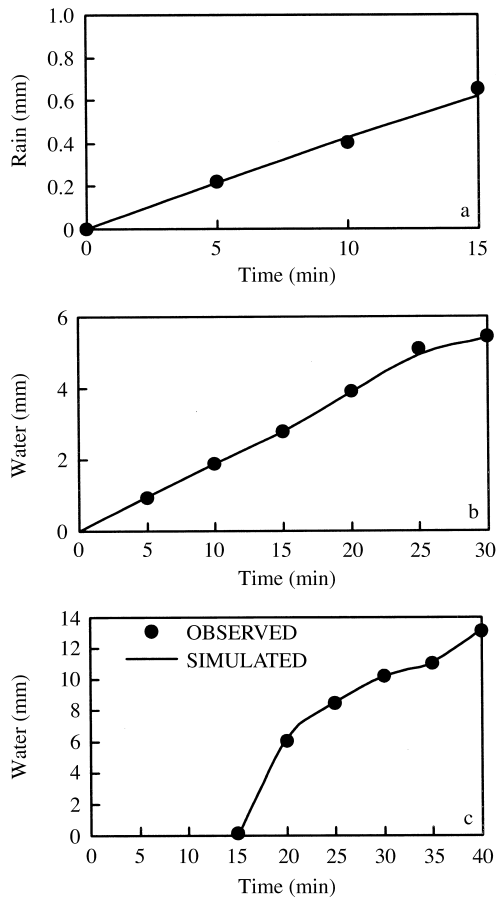 1.0
0.8
0.6
0.4
0.2
0
Rain (mm)
a
0 5 10 15
Time (min)
6
4
2
0
Water (mm)
b
0 5 10 15 20 25 30
Time (min)
14
12
10
8
6
4
2
0
Water (mm)
OBSERVED
SIMULATED
c
0 5 10 15 20 25 30 35 40
Time (min)